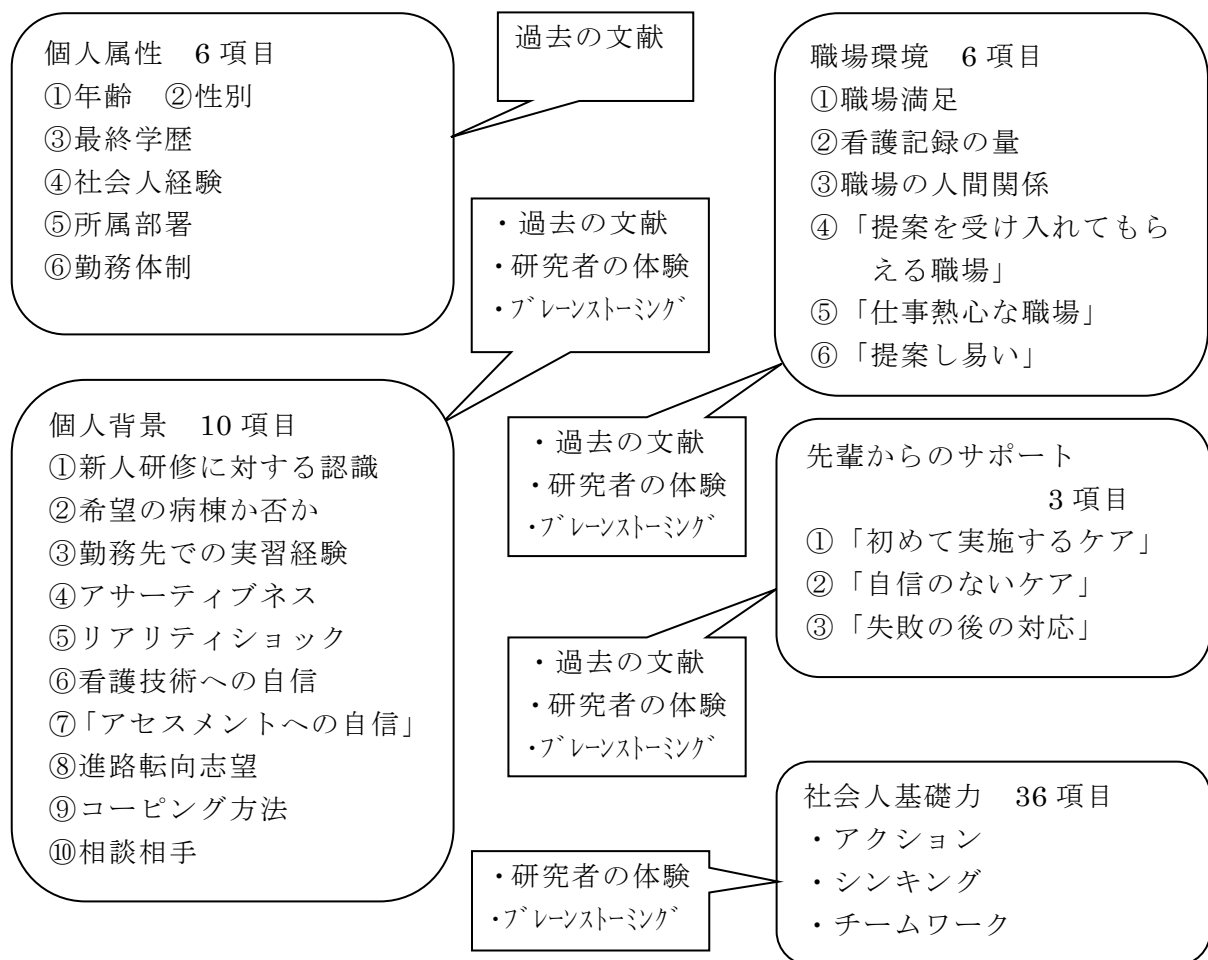 個人属性　6 項目
①年齢　②性別
③最終学歴
④社会人経験
⑤所属部署
⑥勤務体制
過去の文献
・過去の文献
・研究者の体験
・ﾌﾞﾚｰﾝｽﾄｰﾐﾝｸﾞ
個人背景　10 項目
①新人研修に対する認識
②希望の病棟か否か
③勤務先での実習経験
④アサーティブネス
⑤リアリティショック
⑥看護技術への自信
⑦「アセスメントへの自信」
⑧進路転向志望
⑨コーピング方法
⑩相談相手
職場環境　6 項目
①職場満足
②看護記録の量
③職場の人間関係
④「提案を受け入れてもら
える職場」
⑤「仕事熱心な職場」
⑥「提案し易い」
・過去の文献
・研究者の体験
・ﾌﾞﾚｰﾝｽﾄｰﾐﾝｸﾞ
先輩からのサポート
3 項目
①「初めて実施するケア」
②「自信のないケア」
③「失敗の後の対応」
・過去の文献
・研究者の体験
・ﾌﾞﾚｰﾝｽﾄｰﾐﾝｸﾞ
社会人基礎力　36 項目
・アクション
・シンキング
・チームワーク
・研究者の体験
・ﾌﾞﾚｰﾝｽﾄｰﾐﾝｸﾞ